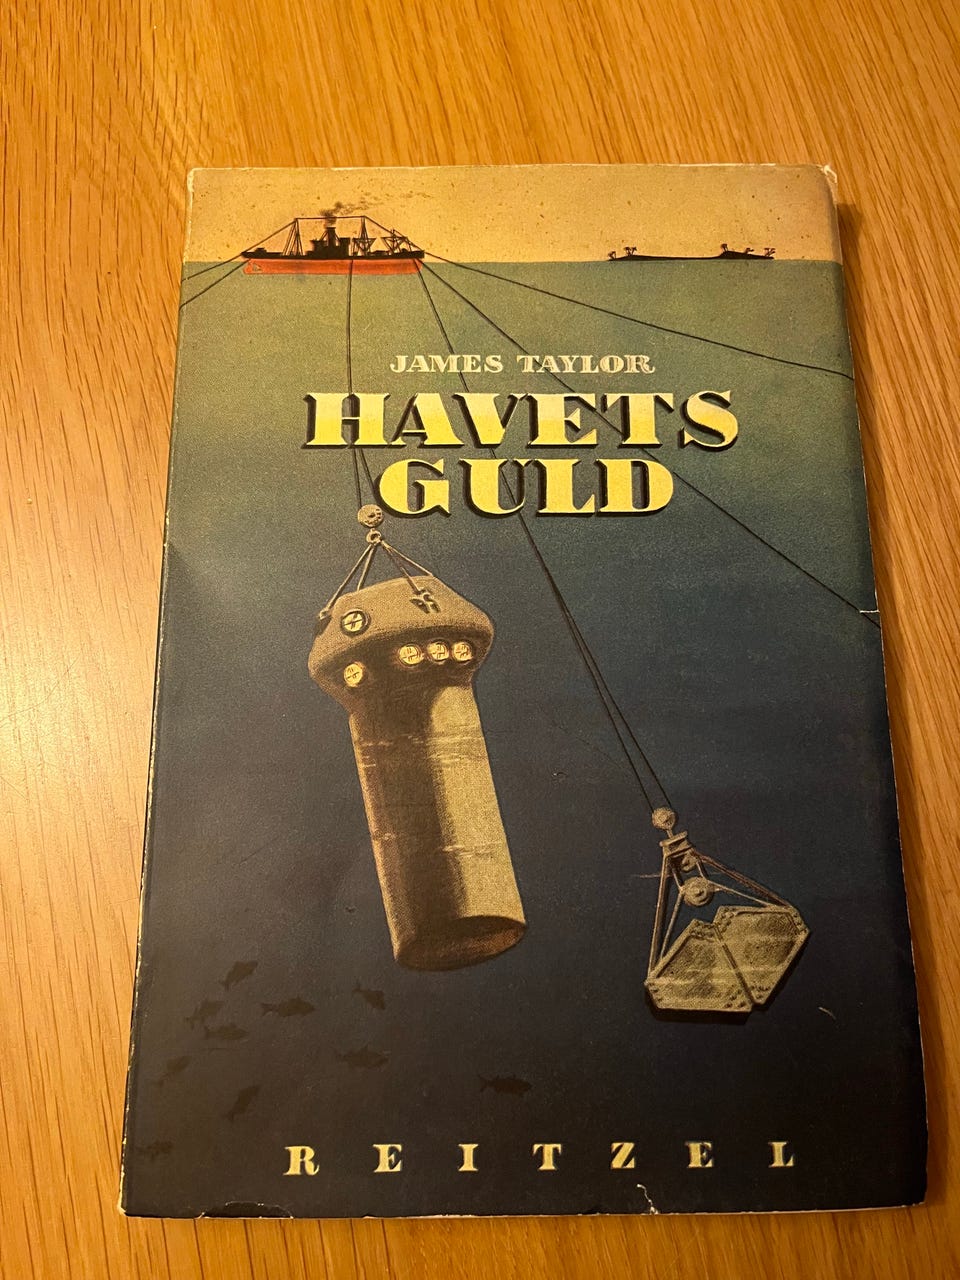 JAMES TAYLOR
HAVETS
GULD
REITZEL